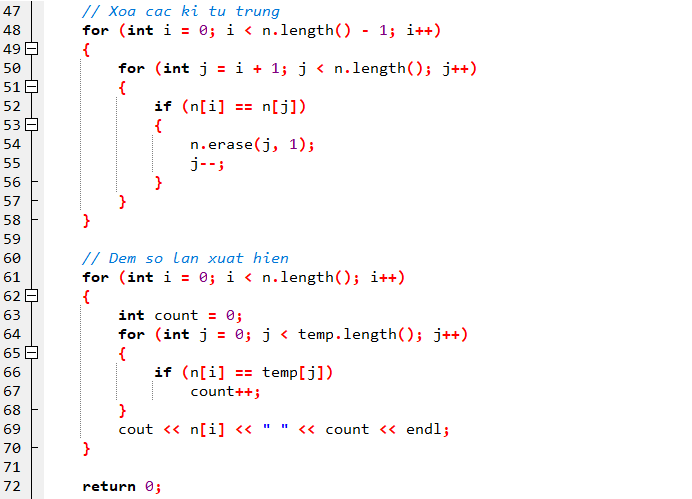 47 // Xoa cac ki tu trung
48 for (int i = 0; i < n.length() - 1; i++)
49 {
50 for (int j = i + 1; j < n.length(); j++)
51 {
52 if (n[i] == n[j])
53 {
54 n.erase(j, 1);
55 j--;
56 }
57 }
58 }
59
60 // Dem so lan xuat hien
61 for (int i = 0; i < n.length(); i++)
62 {
63 int count = 0;
64 for (int j = 0; j < temp.length(); j++)
65 {
66 if (n[i] == temp[j])
67 count++;
68 }
69 cout << n[i] << " " << count << endl;
70 }
71
72 return 0;